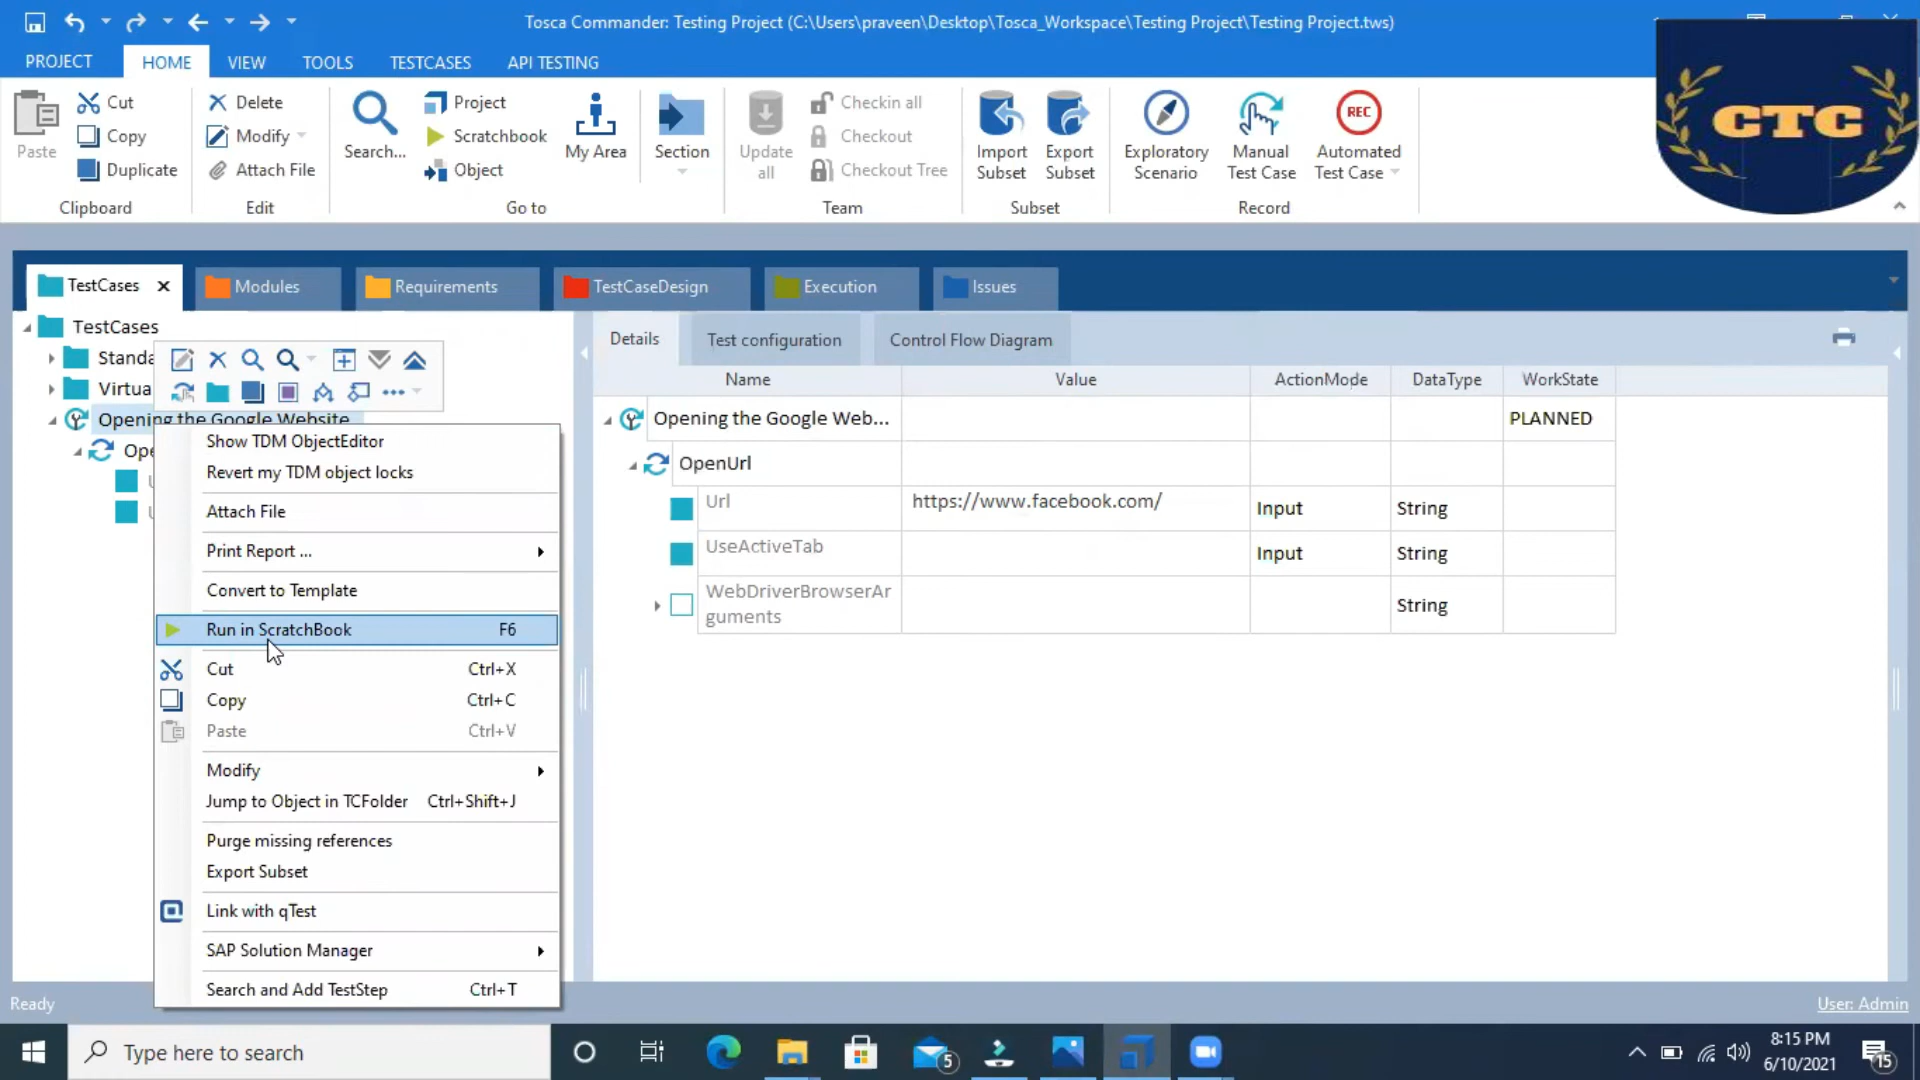 Tosca Commander: Testing Project (C:\Users\praveen\Desktop\Tosca_Workspace\Testing Project\Testing Project.tws)
PROJECT HOME VIEW TOOLS TESTCASES API TESTING
Paste
Cut
Copy
Duplicate
Clipboard
Delete
Modify
Attach File
Edit
Search...
Project
Scratchbook
Object
My Area
Section
Go to
Update
all
Checkin all
Checkout
Checkout Tree
Team
Import
Subset
Export
Subset
Subset
Exploratory
Scenario
REC
Manual
Test Case
Automated
Test Case
Record
CTC
TestCases Modules Requirements TestCaseDesign Execution Issues
TestCases
Standa
Virtua
Opening the Google Website
Ope
Show TDM ObjectEditor
Revert my TDM object locks
Attach File
Print Report ...
Convert to Template
Run in ScratchBook F6
Cut Ctrl+X
Copy Ctrl+C
Paste Ctrl+V
Modify
Jump to Object in TCFolder Ctrl+Shift+J
Purge missing references
Export Subset
Link with qTest
SAP Solution Manager
Search and Add TestStep Ctrl+T
Details Test configuration Control Flow Diagram
Name Value ActionMode DataType WorkState
Opening the Google Web... PLANNED
OpenUrl
Url https://www.facebook.com/ Input String
UseActiveTab Input String
WebDriverBrowserAr
guments String
Ready User: Admin
Type here to search
5
8:15 PM
6/10/2021
15